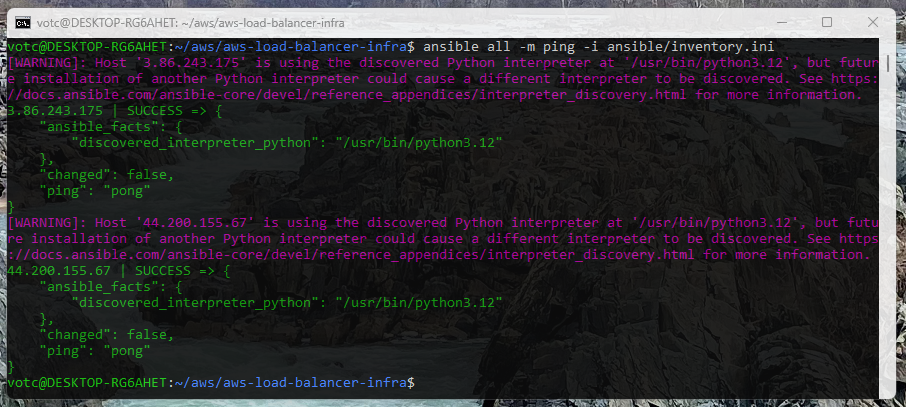 votc@DESKTOP-RG6AHET: ~/aws/aws-load-balancer-infra
votc@DESKTOP-RG6AHET:~/aws/aws-load-balancer-infra$ ansible all -m ping -i ansible/inventory.ini
[WARNING]: Host '3.86.243.175' is using the discovered Python interpreter at '/usr/bin/python3.12', but futur
e installation of another Python interpreter could cause a different interpreter to be discovered. See https:
//docs.ansible.com/ansible-core/devel/reference_appendices/interpreter_discovery.html for more information.
3.86.243.175 | SUCCESS => {
    "ansible_facts": {
        "discovered_interpreter_python": "/usr/bin/python3.12"
    },
    "changed": false,
    "ping": "pong"
}
[WARNING]: Host '44.200.155.67' is using the discovered Python interpreter at '/usr/bin/python3.12', but futu
re installation of another Python interpreter could cause a different interpreter to be discovered. See https
://docs.ansible.com/ansible-core/devel/reference_appendices/interpreter_discovery.html for more information.
44.200.155.67 | SUCCESS => {
    "ansible_facts": {
        "discovered_interpreter_python": "/usr/bin/python3.12"
    },
    "changed": false,
    "ping": "pong"
}
votc@DESKTOP-RG6AHET:~/aws/aws-load-balancer-infra$